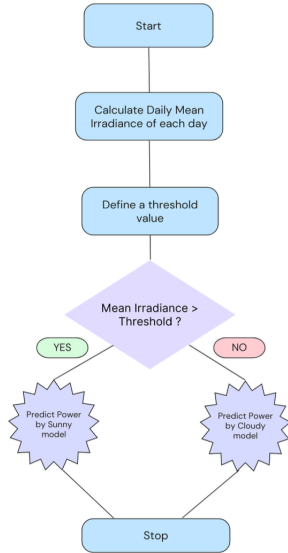 Start
Calculate Daily Mean
Irradiance of each day
Define a threshold
value
Mean Irradiance >
Threshold ?
YES
NO
Predict Power
by Sunny
model
Predict Power
by Cloudy
model
Stop